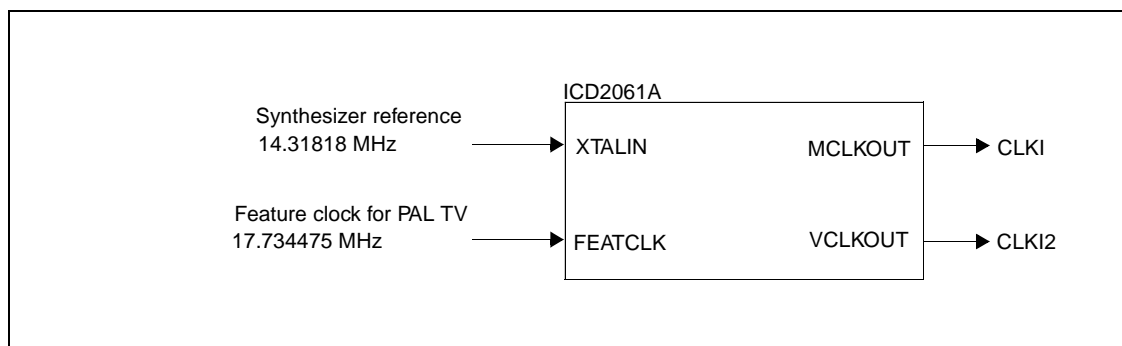 ICD2061A
Synthesizer reference
14.31818 MHz
XTALIN
MCLKOUT
CLKI
Feature clock for PAL TV
17.734475 MHz
FEATCLK
VCLKOUT
CLKI2